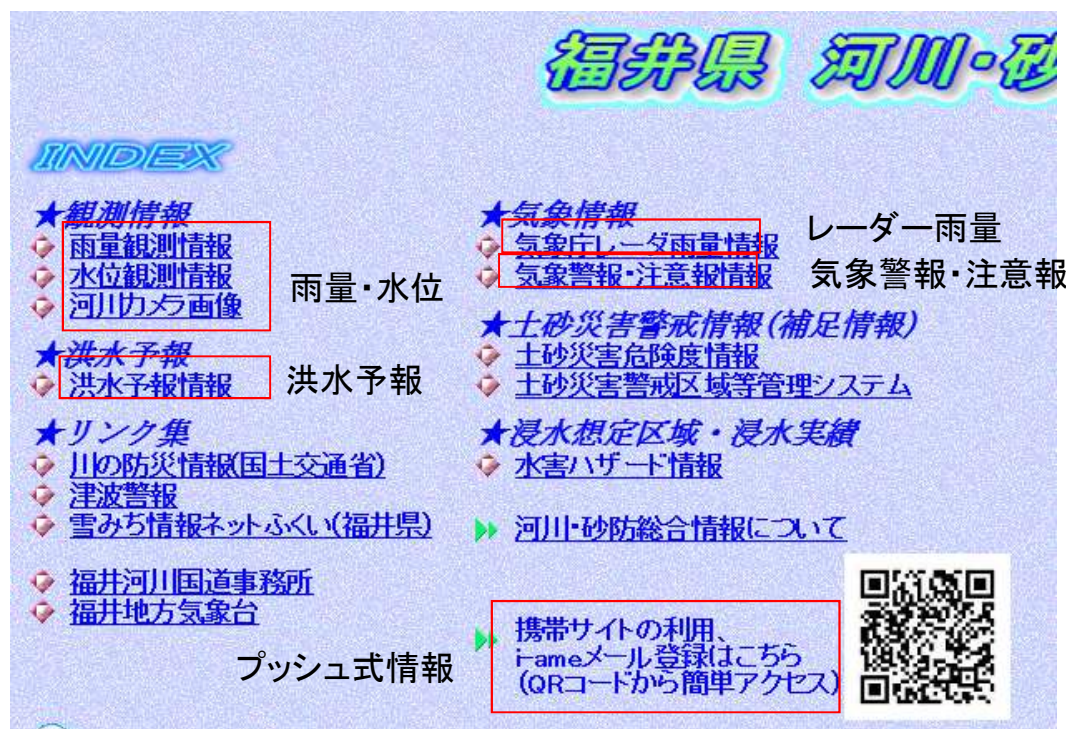 福井県 河川・砂
INDEX
★観測情報
雨量観測情報
水位観測情報
河川カメラ画像
雨量・水位
★洪水予報
洪水予報情報
洪水予報
★リンク集
川の防災情報(国土交通省)
津波警報
雪みち情報ネットふくい(福井県)
福井河川国道事務所
福井地方気象台
プッシュ式情報
★気象情報
気象庁レーダ雨量情報
気象警報・注意報情報
レーダー雨量
気象警報・注意報
★土砂災害警戒情報(補足情報)
土砂災害危険度情報
土砂災害警戒区域等管理システム
★浸水想定区域・浸水実績
水害ハザード情報
河川・砂防総合情報について
携帯サイトの利用、
i-ameメール登録はこちら
(QRコードから簡単アクセス)